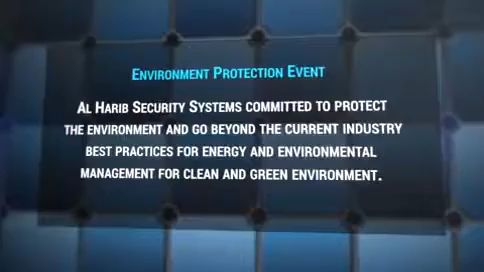 Environment Protection Event
Al Harib Security Systems committed to protect
the environment and go beyond the current industry
best practices for energy and environmental
management for clean and green environment.